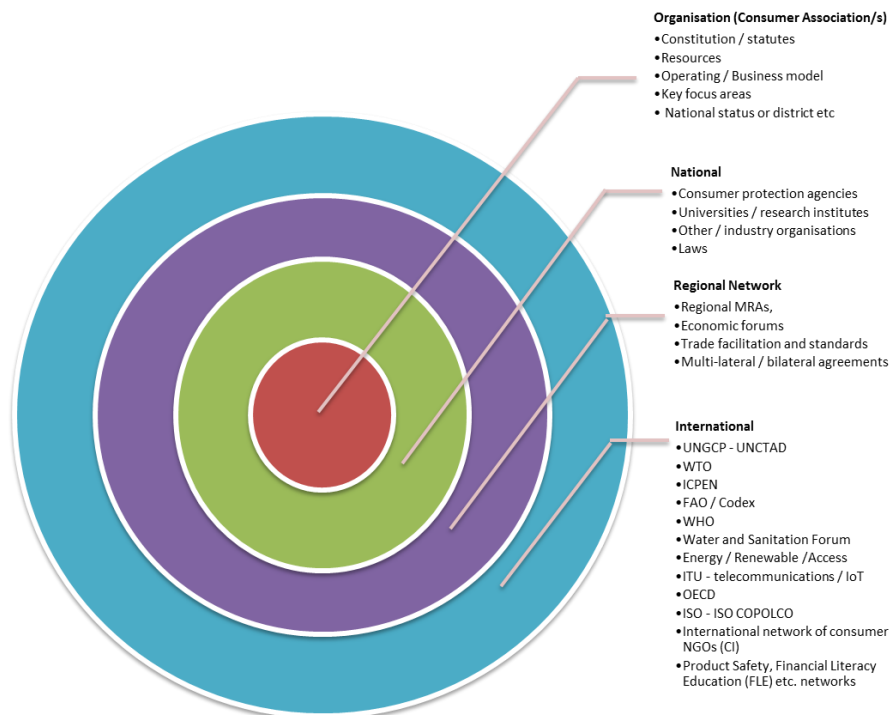 Organisation (Consumer Association/s)
•Constitution / statutes
•Resources
•Operating / Business model
•Key focus areas
• National status or district etc
National
•Consumer protection agencies
•Universities / research institutes
•Other / industry organisations
•Laws
Regional Network
•Regional MRAs,
•Economic forums
•Trade facilitation and standards
•Multi-lateral / bilateral agreements
International
•UNGCP - UNCTAD
•WTO
•ICPEN
•FAO / Codex
•WHO
•Water and Sanitation Forum
•Energy / Renewable /Access
•ITU - telecommunications / IoT
•OECD
•ISO - ISO COPOLCO
•International network of consumer
NGOs (CI)
•Product Safety, Financial Literacy
Education (FLE) etc. networks